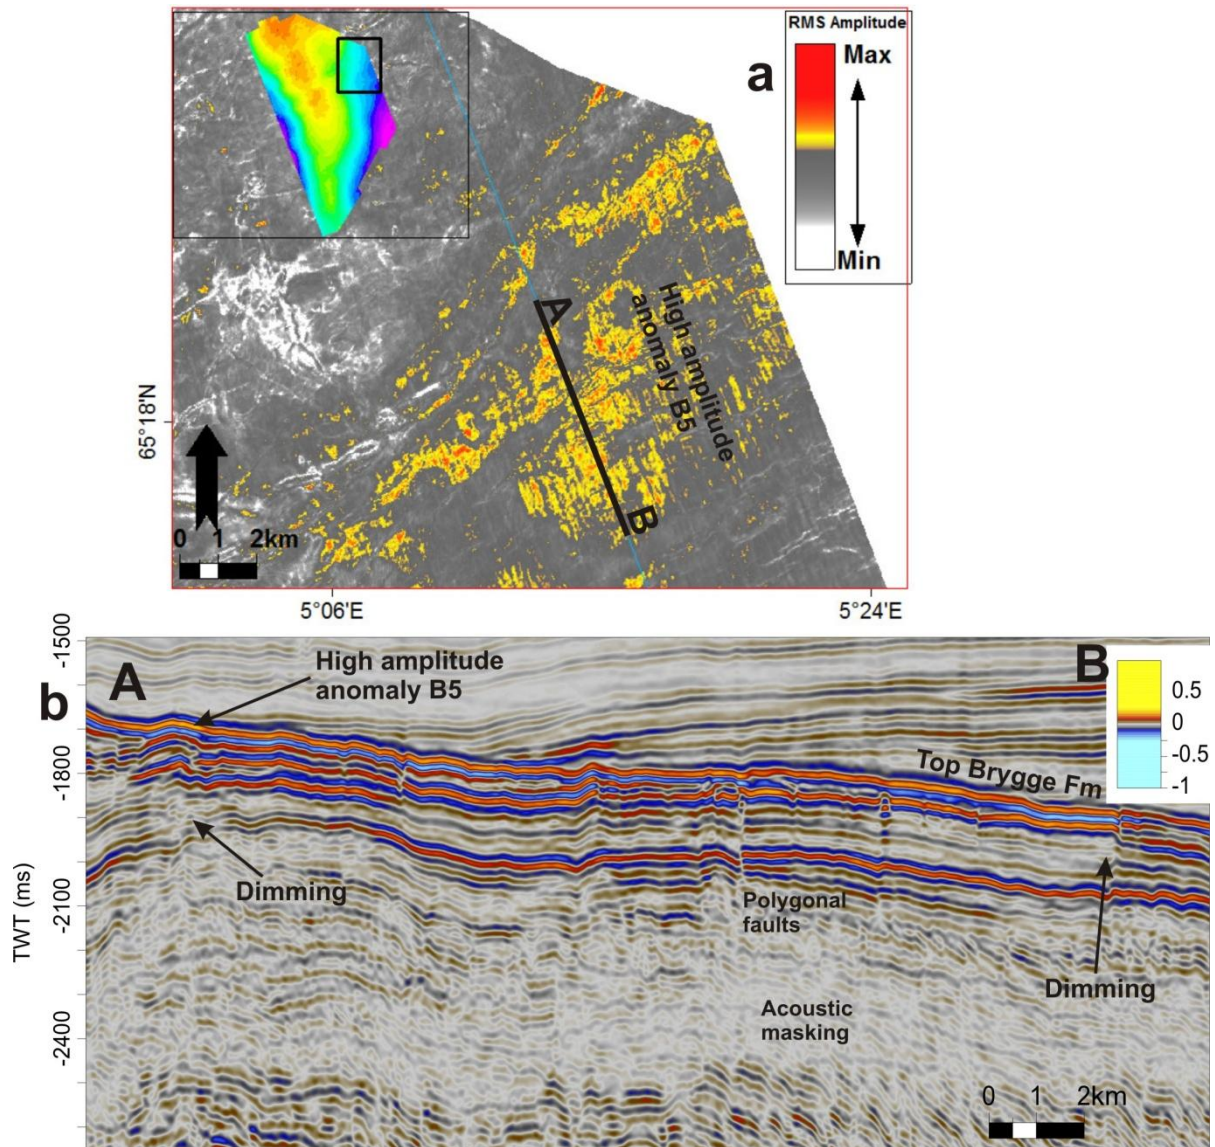 RMS Amplitude
Max
Min
a
A
High amplitude
anomaly B5
B
65°18'N
0 1 2km
5°06'E
5°24'E
b
A
High amplitude
anomaly B5
B
0.5
0
-0.5
-1
Top Brygge Fm
Dimming
Polygonal
faults
Dimming
Acoustic
masking
-1500
-1800
-2100
-2400
TWT (ms)
0 1 2km